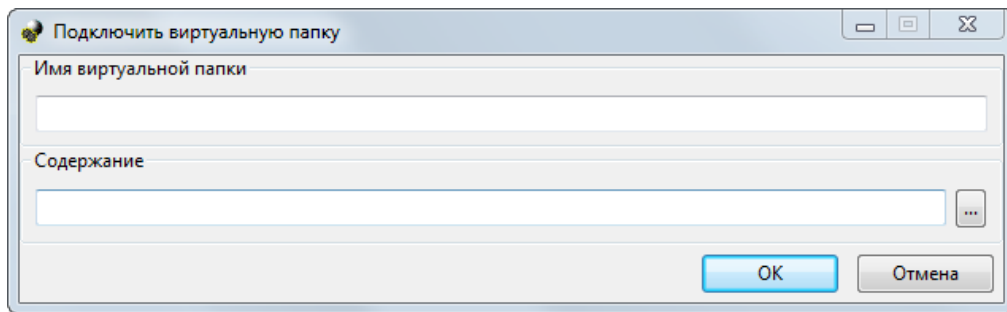 Подключить виртуальную папку
Имя виртуальной папки
Содержание
...
OK Отмена